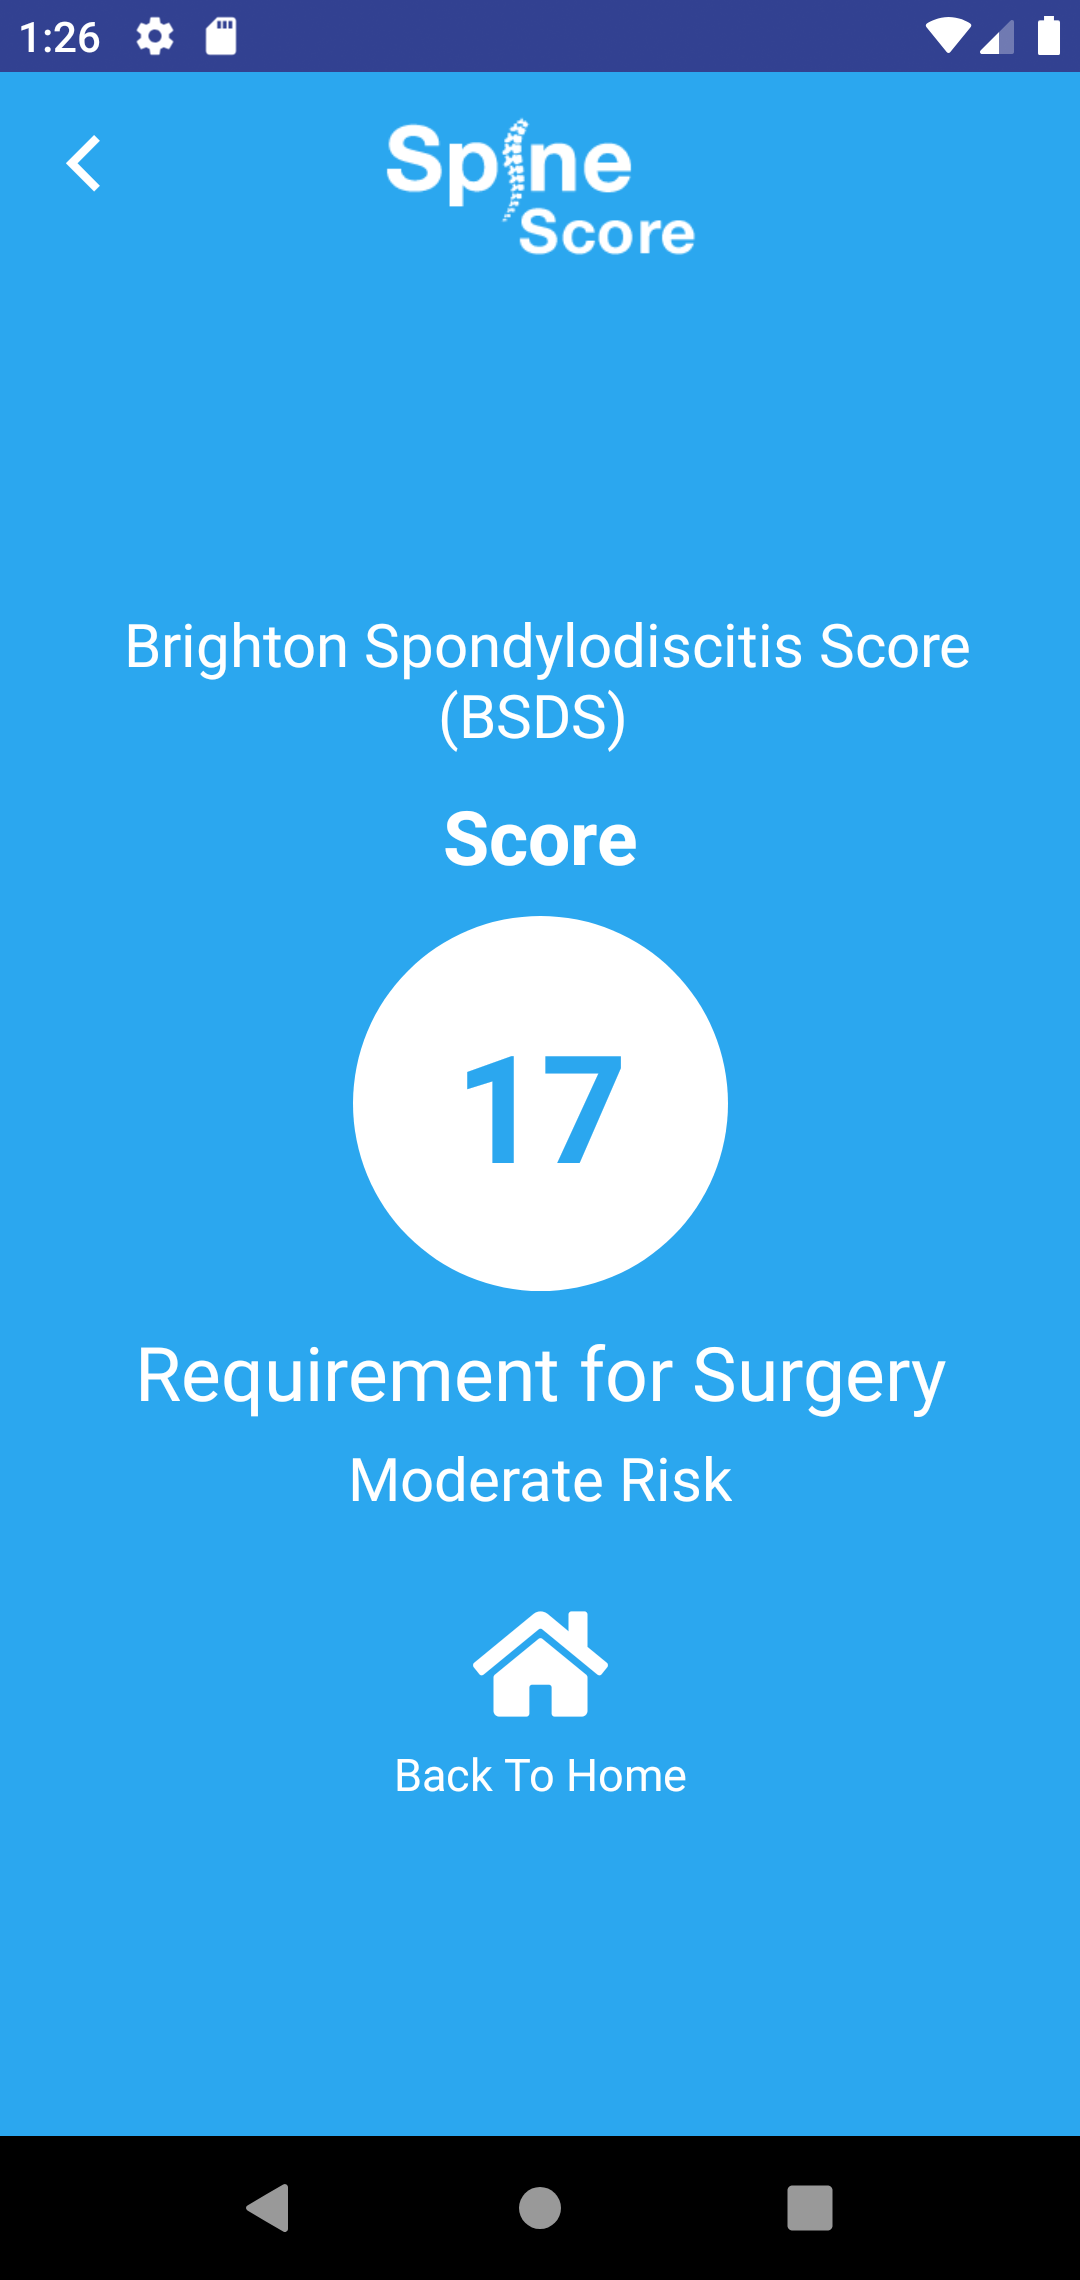 1:26
Spine
Score
Brighton Spondylodiscitis Score
(BSDS)
Score
17
Requirement for Surgery
Moderate Risk
Back To Home